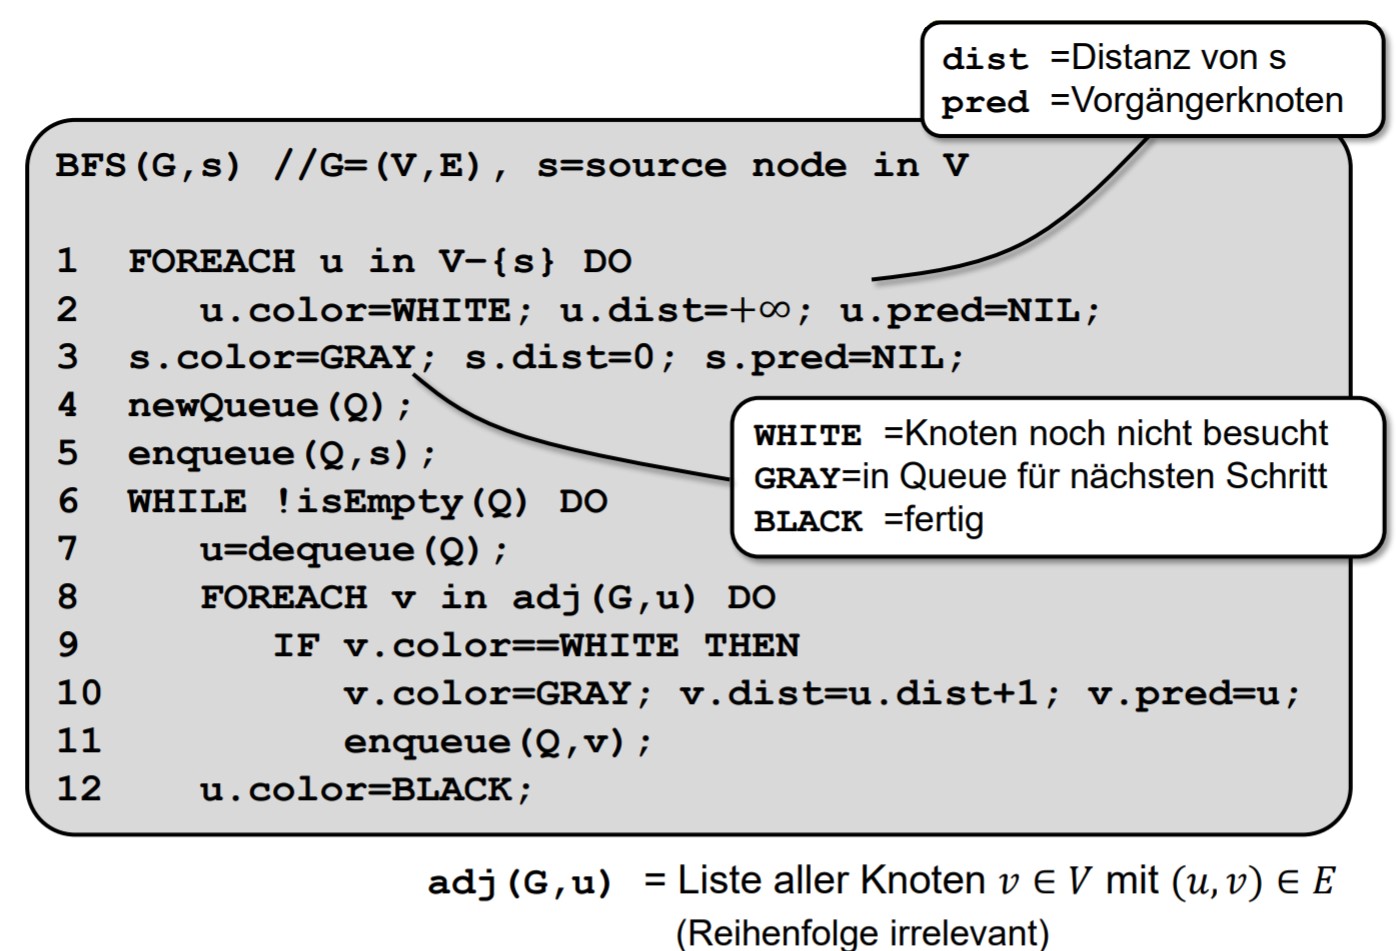 dist =Distanz von s
pred =Vorgängerknoten
BFS(G,s) //G=(V,E), s=source node in V
1 FOREACH u in V-{s} DO
2 u.color=WHITE; u.dist=+∞; u.pred=NIL;
3 s.color=GRAY; s.dist=0; s.pred=NIL;
4 newQueue(Q);
5 enqueue(Q,s);
6 WHILE !isEmpty(Q) DO
7 u=dequeue(Q);
8 FOREACH v in adj(G,u) DO
9 IF v.color==WHITE THEN
10 v.color=GRAY; v.dist=u.dist+1; v.pred=u;
11 enqueue(Q,v);
12 u.color=BLACK;
WHITE =Knoten noch nicht besucht
GRAY=in Queue für nächsten Schritt
BLACK =fertig
adj(G,u) = Liste aller Knoten v ∈ V mit (u, v) ∈ E
(Reihenfolge irrelevant)